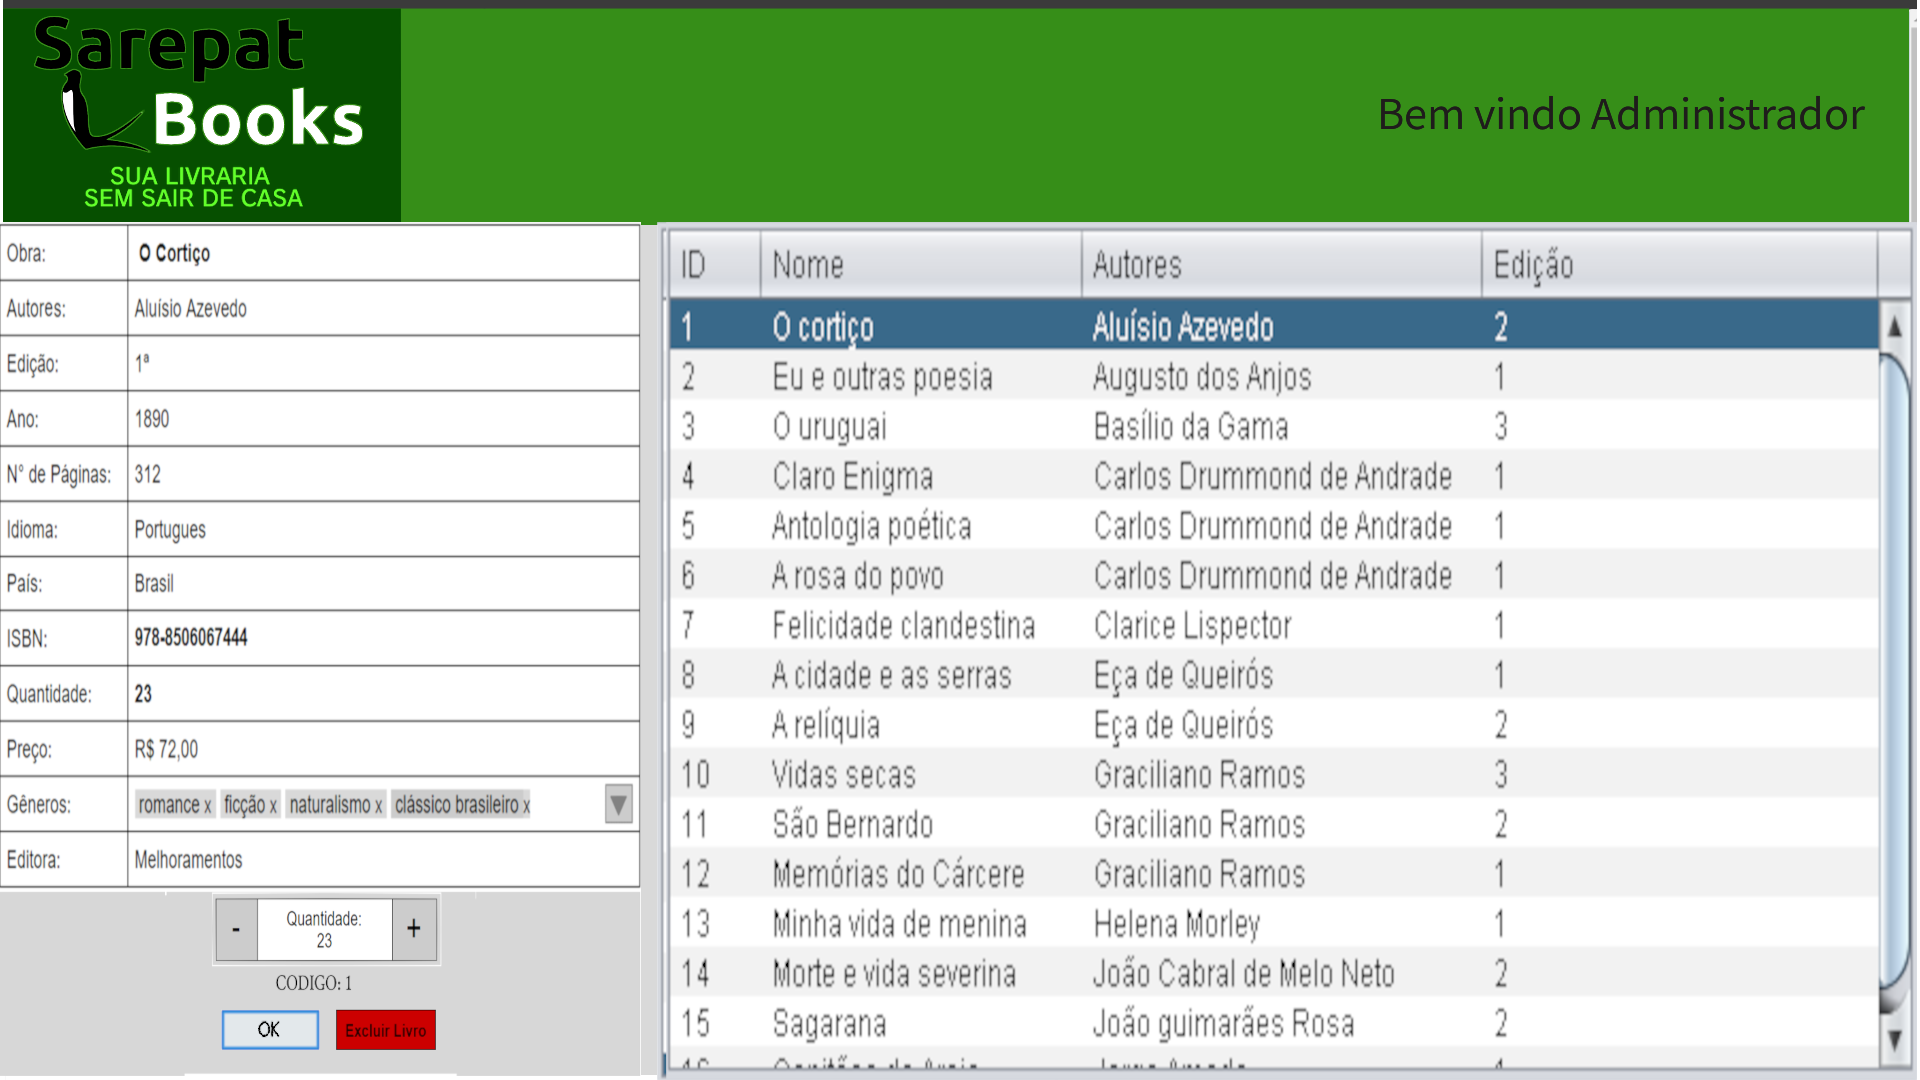 Sarepat
Books
SUA LIVRARIA
SEM SAIR DE CASA
Bem vindo Administrador
Obra: O Cortiço
Autores: Aluísio Azevedo
Edição: 1ª
Ano: 1890
N° de Páginas: 312
Idioma: Portugues
País: Brasil
ISBN: 978-8506067444
Quantidade: 23
Preço: R$ 72,00
Gêneros: romance x ficção x naturalismo x clássico brasileiro x
Editora: Melhoramentos
- Quantidade: +
23
CODIGO: 1
OK Excluir Livro
ID Nome Autores Edição
1 O cortiço Aluísio Azevedo 2
2 Eu e outras poesia Augusto dos Anjos 1
3 O uruguai Basílio da Gama 3
4 Claro Enigma Carlos Drummond de Andrade 1
5 Antologia poética Carlos Drummond de Andrade 1
6 A rosa do povo Carlos Drummond de Andrade 1
7 Felicidade clandestina Clarice Lispector 1
8 A cidade e as serras Eça de Queirós 1
9 A relíquia Eça de Queirós 2
10 Vidas secas Graciliano Ramos 3
11 São Bernardo Graciliano Ramos 2
12 Memórias do Cárcere Graciliano Ramos 1
13 Minha vida de menina Helena Morley 1
14 Morte e vida severina João Cabral de Melo Neto 2
15 Sagarana João guimarães Rosa 2